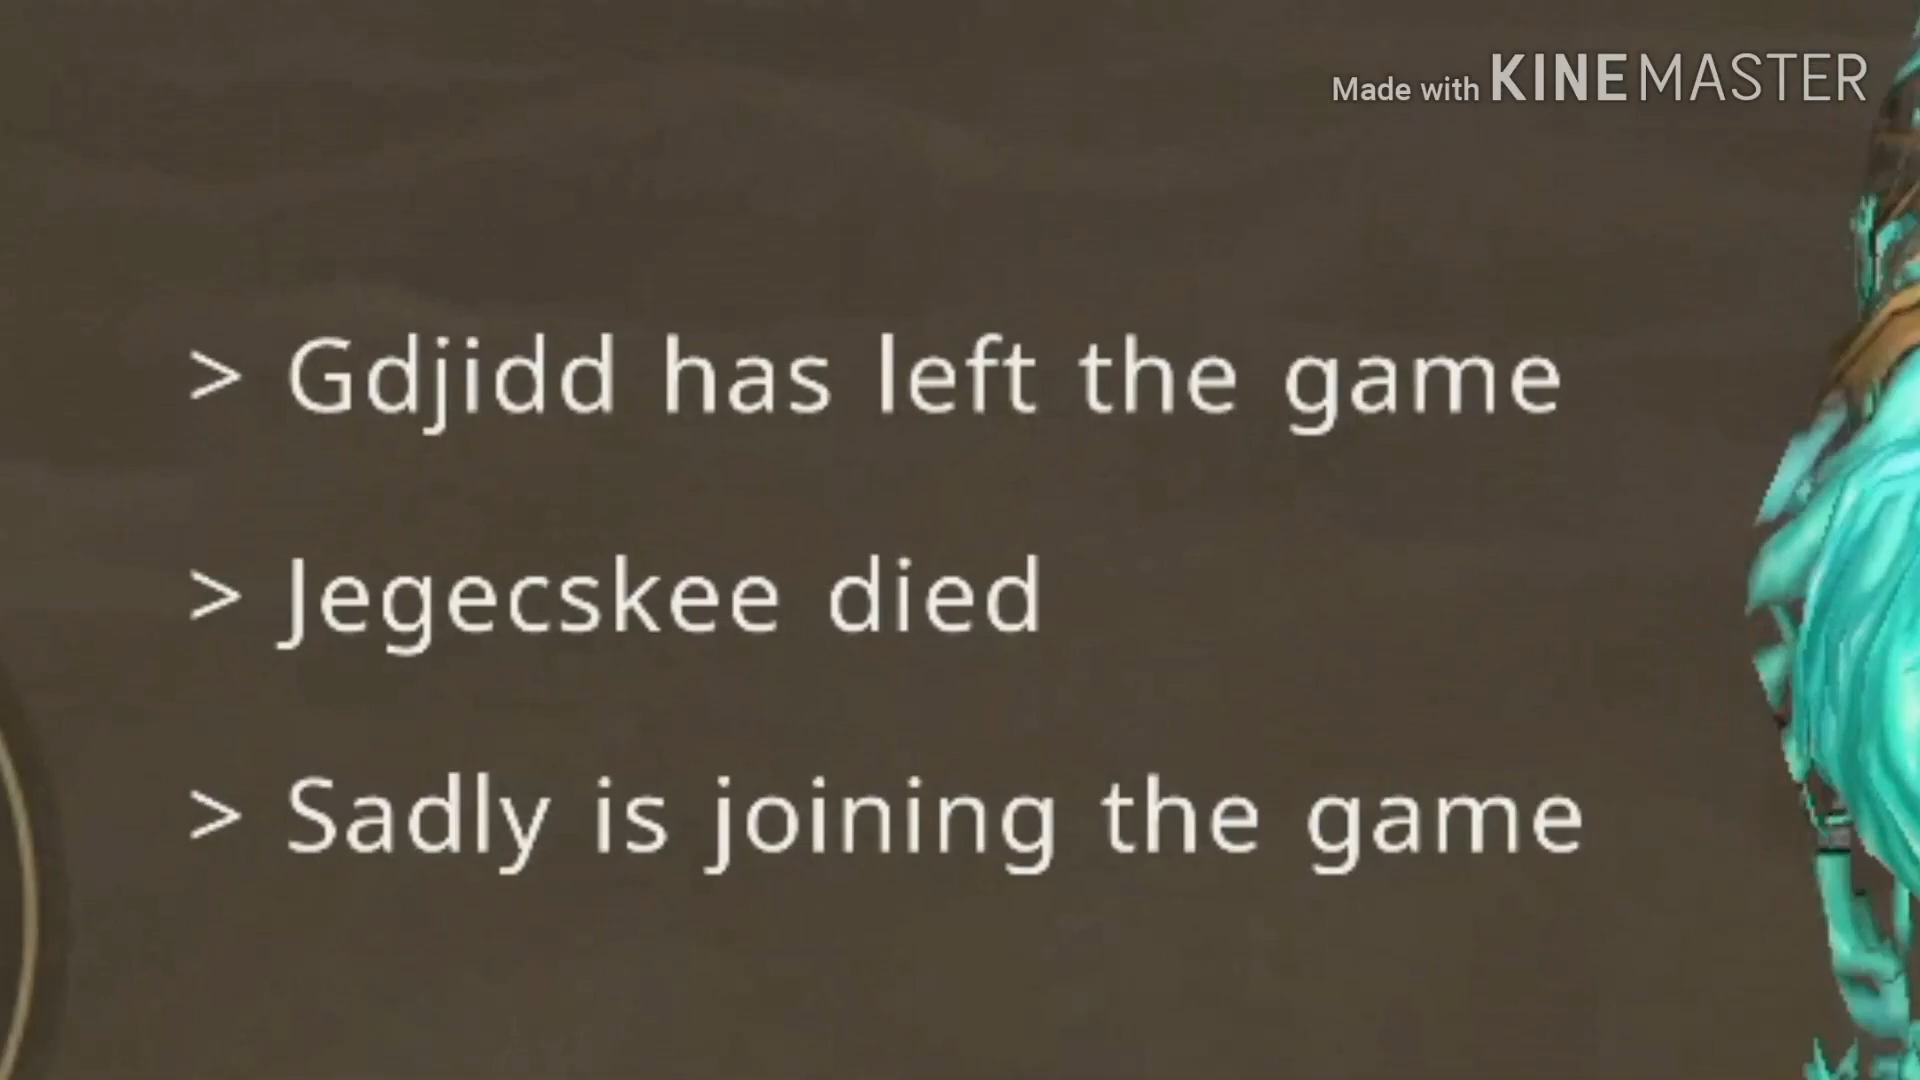 Made with KINEMASTER
> Gdjidd has left the game
> Jegecskee died
> Sadly is joining the game